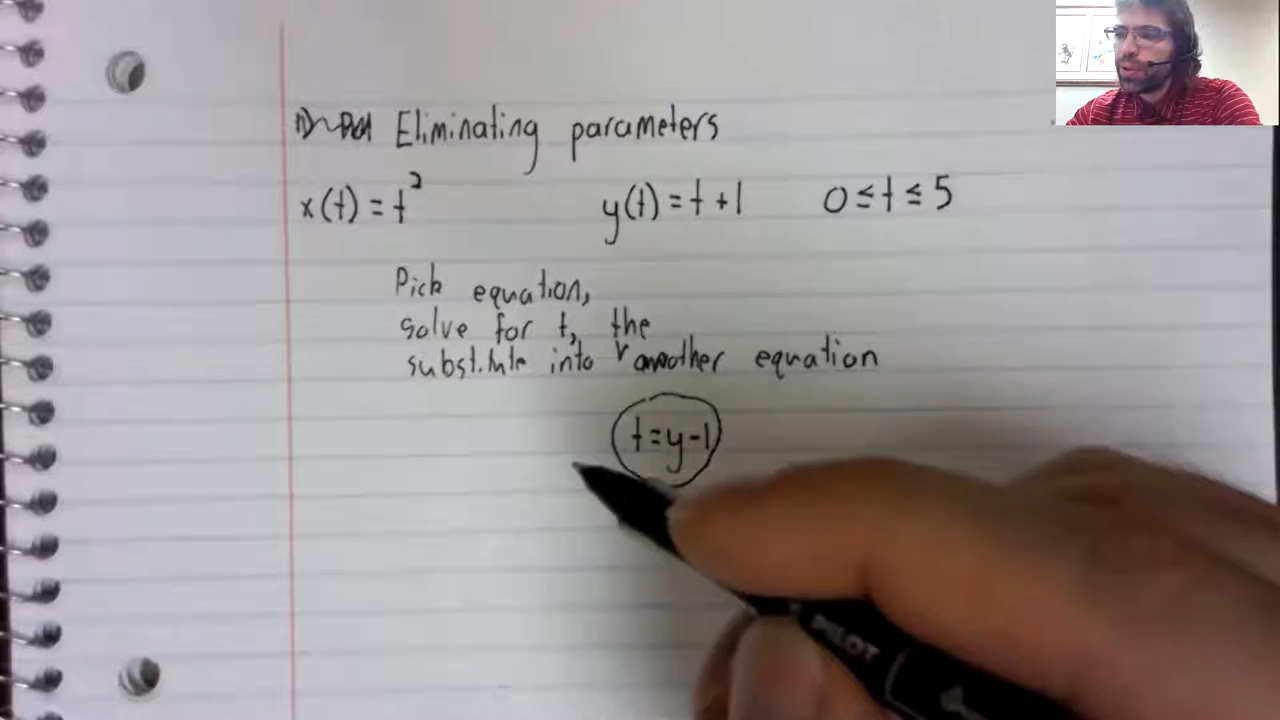 Eliminating parameters
x(t) = t² y(t) = t + 1 0 ≤ t ≤ 5
Pick equation,
solve for t, the
substitute into another equation
t = y - 1
PILOT